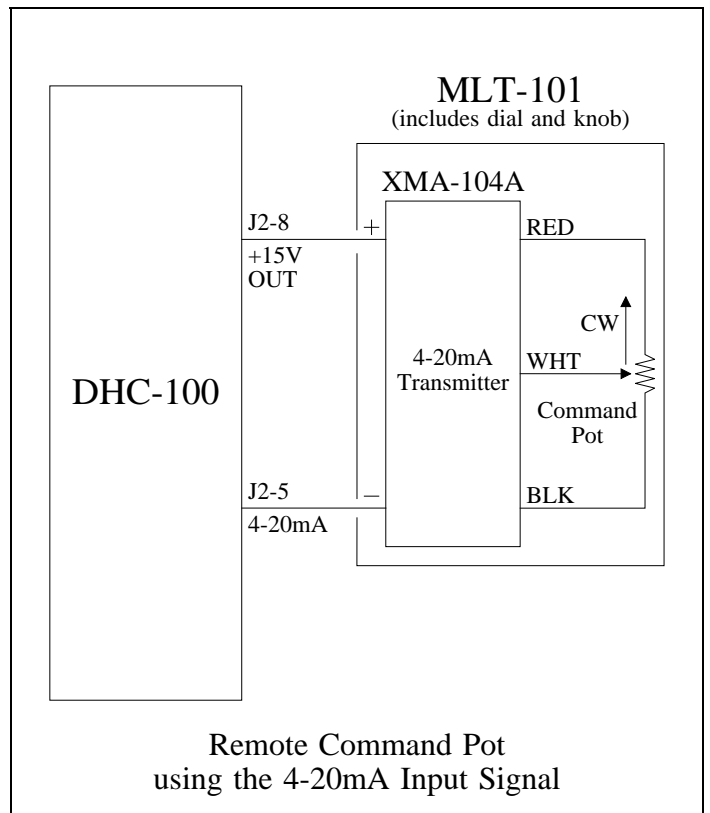 MLT-101
(includes dial and knob)
XMA-104A
J2-8
+
RED
+15V
OUT
CW
DHC-100
4-20mA
Transmitter
WHT
Command
Pot
J2-5
−
BLK
4-20mA
Remote Command Pot
using the 4-20mA Input Signal